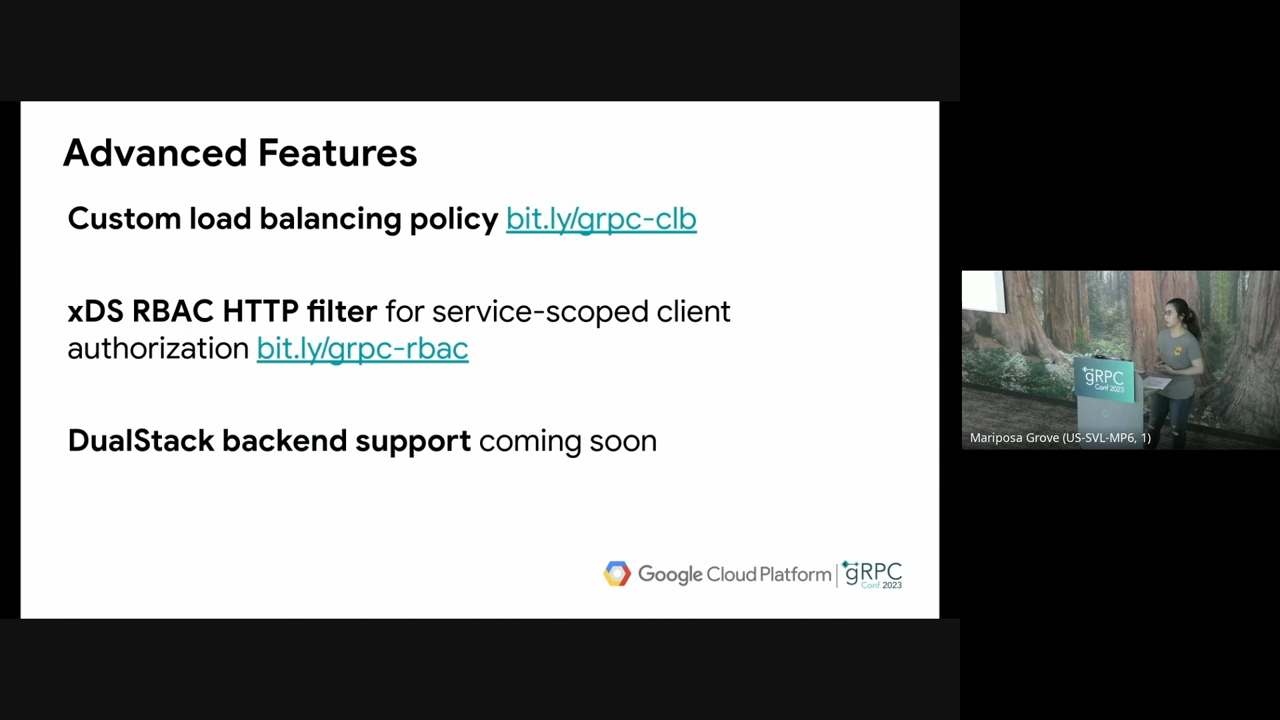 Advanced Features
Custom load balancing policy bit.ly/grpc-clb
xDS RBAC HTTP filter for service-scoped client
authorization bit.ly/grpc-rbac
DualStack backend support coming soon
Google Cloud Platform
gRPC
Conf 2023
gRPC
Conf 2023
Mariposa Grove (US-SVL-MP6, 1)